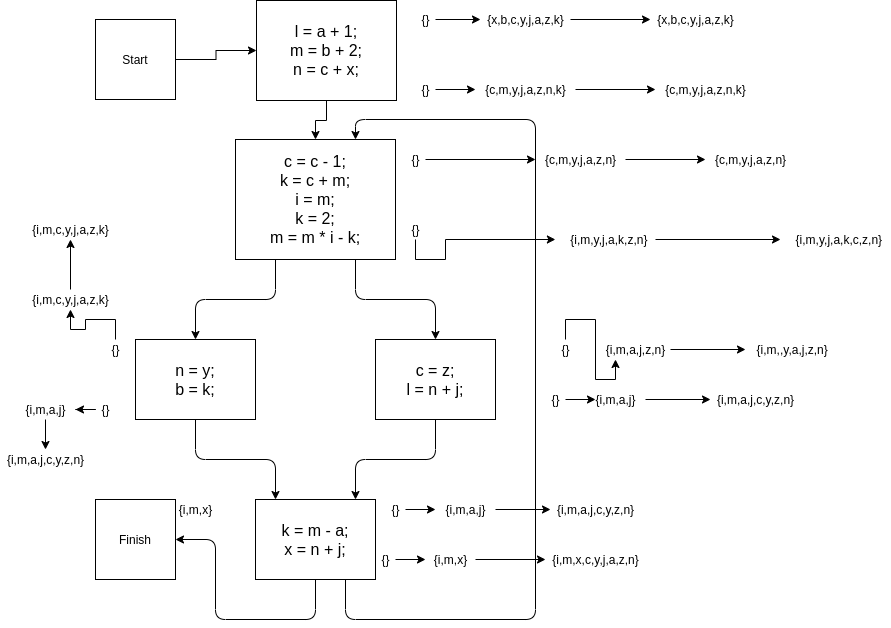 l = a + 1;
m = b + 2;
n = c + x;
Start
{} {x,b,c,y,j,a,z,k} {x,b,c,y,j,a,z,k}
{} {c,m,y,j,a,z,n,k} {c,m,y,j,a,z,n,k}
c = c - 1;
k = c + m;
i = m;
k = 2;
m = m * i - k;
{} {c,m,y,j,a,z,n} {c,m,y,j,a,z,n}
{} {i,m,y,j,a,k,z,n} {i,m,y,j,a,k,c,z,n}
{i,m,c,y,j,a,z,k}
{i,m,c,y,j,a,z,k}
{}
n = y;
b = k;
c = z;
l = n + j;
{} {i,m,a,j,z,n} {i,m,,y,a,j,z,n}
{} {i,m,a,j} {i,m,a,j,c,y,z,n}
{i,m,a,j} {}
{i,m,a,j,c,y,z,n}
Finish
{i,m,x}
k = m - a;
x = n + j;
{} {i,m,a,j} {i,m,a,j,c,y,z,n}
{} {i,m,x} {i,m,x,c,y,j,a,z,n}